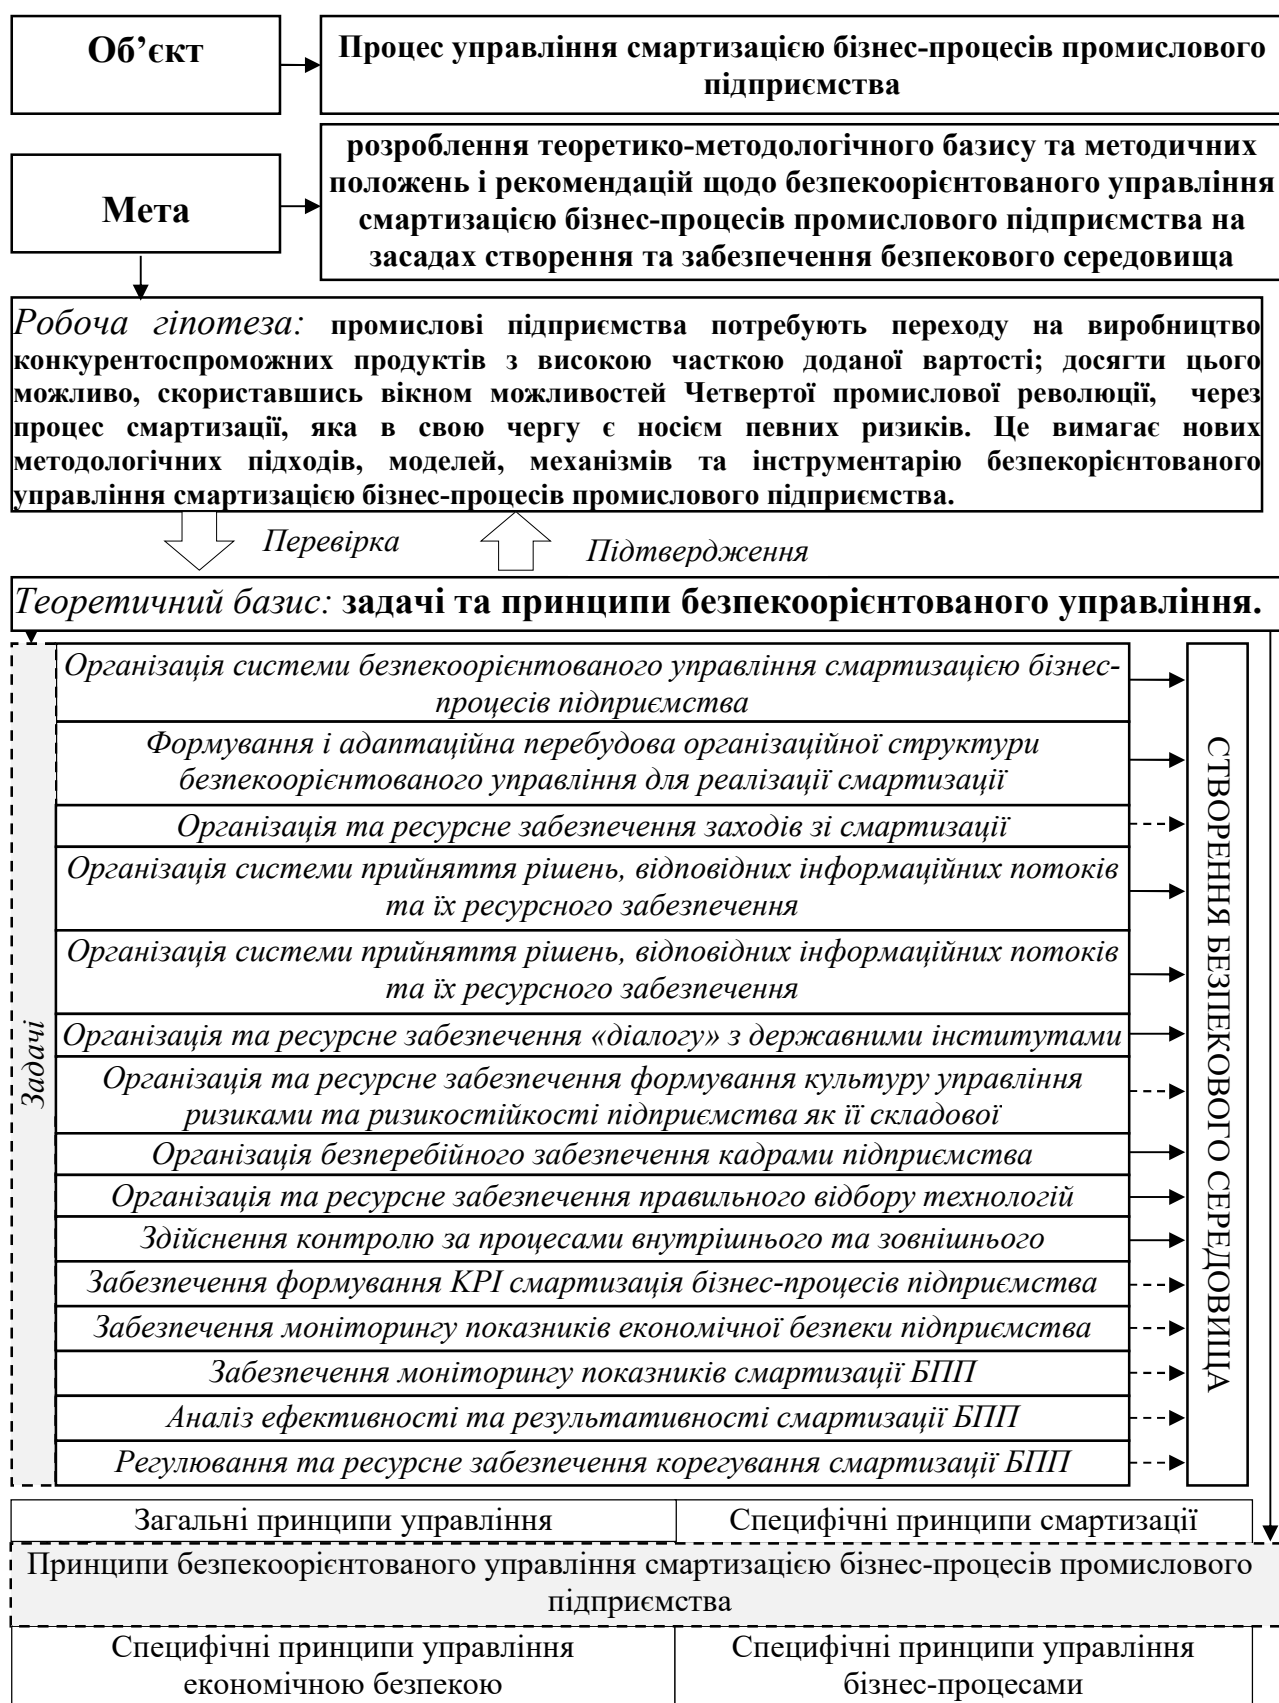 Об’єкт
Процес управління смартизацією бізнес-процесів промислового
підприємства
Мета
розроблення теоретико-методологічного базису та методичних
положень і рекомендацій щодо безпекоорієнтованого управління
смартизацією бізнес-процесів промислового підприємства на
засадах створення та забезпечення безпекового середовища
Робоча гіпотеза: промислові підприємства потребують переходу на виробництво
конкурентоспроможних продуктів з високою часткою доданої вартості; досягти цього
можливо, скориставшись вікном можливостей Четвертої промислової революції, через
процес смартизації, яка в свою чергу є носієм певних ризиків. Це вимагає нових
методологічних підходів, моделей, механізмів та інструментарію безпекорієнтованого
управління смартизацією бізнес-процесів промислового підприємства.
Перевірка
Підтвердження
Теоретичний базис: задачі та принципи безпекоорієнтованого управління.
Задачі
Організація системи безпекоорієнтованого управління смартизацією бізнес-
процесів підприємства
Формування і адаптаційна перебудова організаційної структури
безпекоорієнтованого управління для реалізації смартизації
Організація та ресурсне забезпечення заходів зі смартизації
Організація системи прийняття рішень, відповідних інформаційних потоків
та їх ресурсного забезпечення
Організація системи прийняття рішень, відповідних інформаційних потоків
та їх ресурсного забезпечення
Організація та ресурсне забезпечення «діалогу» з державними інститутами
Організація та ресурсне забезпечення формування культуру управління
ризиками та ризикостійкості підприємства як її складової
Організація безперебійного забезпечення кадрами підприємства
Організація та ресурсне забезпечення правильного відбору технологій
Здійснення контролю за процесами внутрішнього та зовнішнього
Забезпечення формування KPI смартизація бізнес-процесів підприємства
Забезпечення моніторингу показників економічної безпеки підприємства
Забезпечення моніторингу показників смартизації БПП
Аналіз ефективності та результативності смартизації БПП
Регулювання та ресурсне забезпечення корегування смартизації БПП
СТВОРЕННЯ БЕЗПЕКОВОГО СЕРЕДОВИЩА
Загальні принципи управління
Специфічні принципи смартизації
Принципи безпекоорієнтованого управління смартизацією бізнес-процесів промислового
підприємства
Специфічні принципи управління
економічною безпекою
Специфічні принципи управління
бізнес-процесами